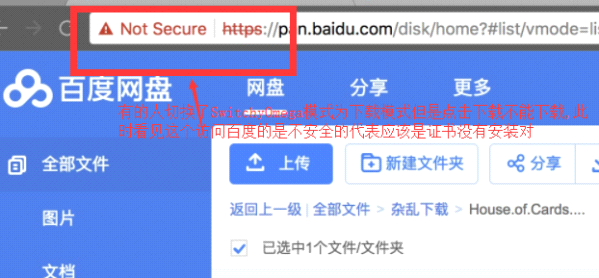 Not Secure https://pan.baidu.com/disk/home?#list/vmode=lis
百度网盘 网盘 分享 更多
有的人切换了SwitchyOmega模式为下载模式但是点击下载不能下载,此
时看见这个访问百度的是不安全的代表应该是证书没有安装对
全部文件 上传 新建文件夹 分享
图片 返回上一级 | 全部文件 > 杂乱下载 > House.of.Cards....
已选中1个文件/文件夹
文档